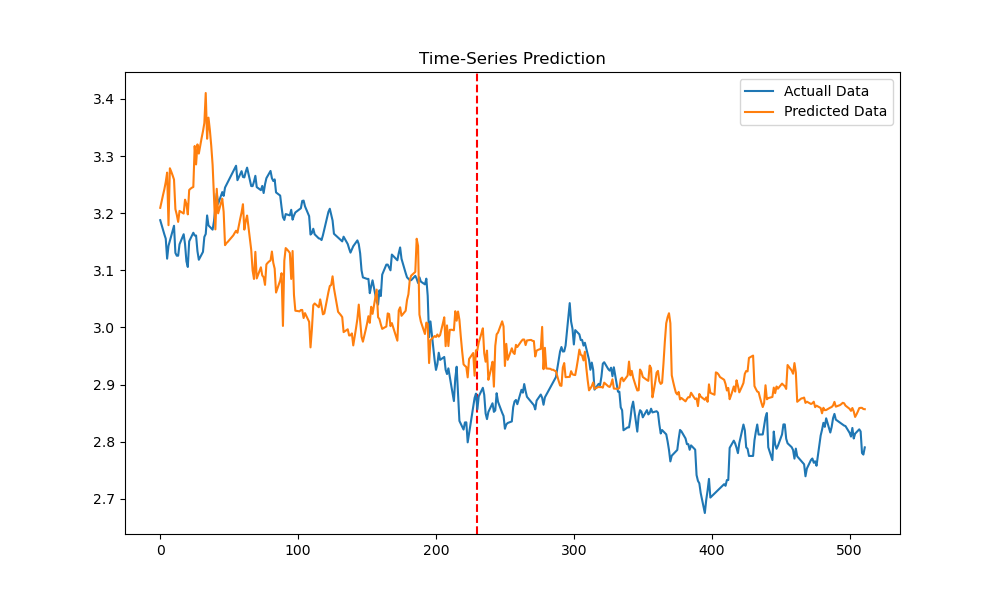 Time-Series Prediction
Actuall Data
Predicted Data
3.4
3.3
3.2
3.1
3.0
2.9
2.8
2.7
0 100 200 300 400 500